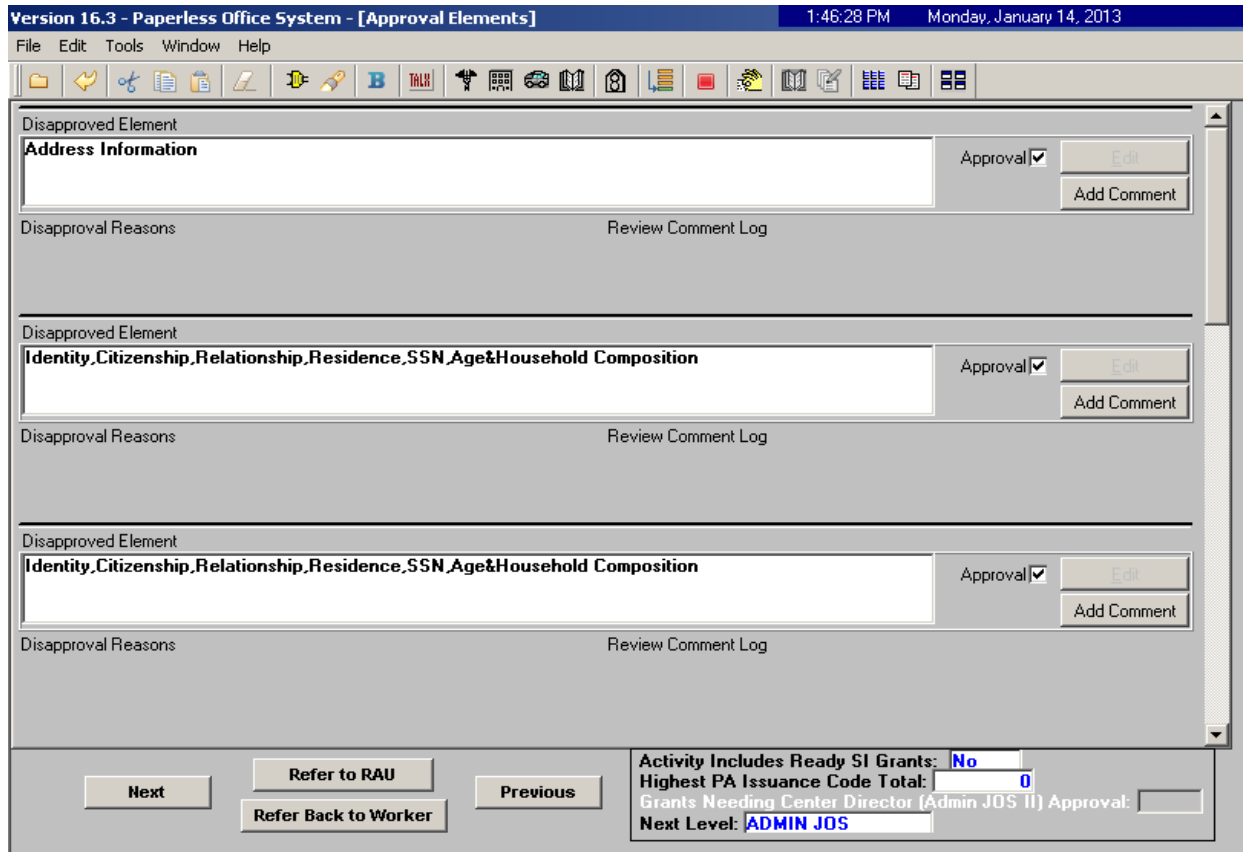 Version 16.3 - Paperless Office System - [Approval Elements] 1:46:28 PM Monday, January 14, 2013
File Edit Tools Window Help
B TALX
Disapproved Element
Address Information
Approval Edit
Add Comment
Disapproval Reasons Review Comment Log
Disapproved Element
Identity,Citizenship,Relationship,Residence,SSN,Age&Household Composition
Approval Edit
Add Comment
Disapproval Reasons Review Comment Log
Disapproved Element
Identity,Citizenship,Relationship,Residence,SSN,Age&Household Composition
Approval Edit
Add Comment
Disapproval Reasons Review Comment Log
Next
Refer to RAU
Refer Back to Worker
Previous
Activity Includes Ready SI Grants: No
Highest PA Issuance Code Total: 0
Grants Needing Center Director (Admin JOS II) Approval:
Next Level: ADMIN JOS